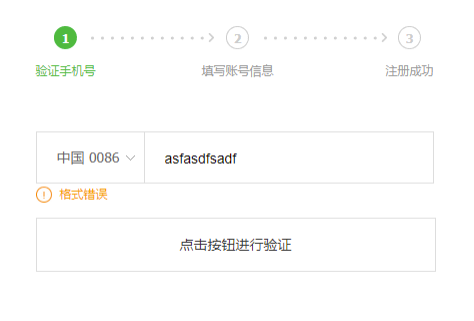 1 2 3
验证手机号 填写账号信息 注册成功
中国 0086 asfasdfsadf
格式错误
点击按钮进行验证